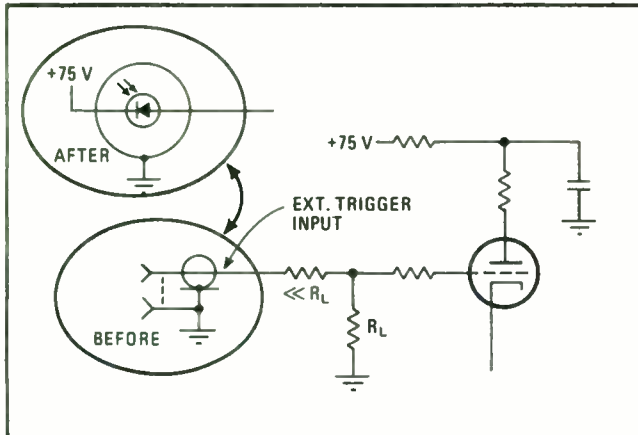 +75 V
AFTER
+75 V
EXT. TRIGGER
INPUT
<< R_L
R_L
BEFORE